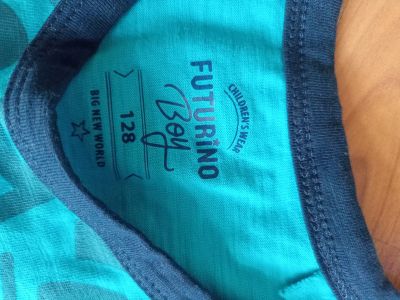 CHILDREN'S WEAR
FUTURINO
Boy
128
BIG NEW WORLD